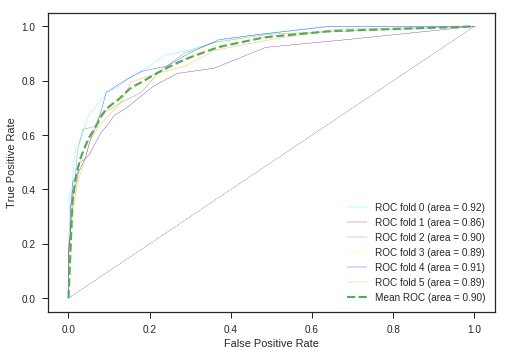 1.0
0.8
0.6
0.4
0.2
0.0
True Positive Rate
ROC fold 0 (area = 0.92)
ROC fold 1 (area = 0.86)
ROC fold 2 (area = 0.90)
ROC fold 3 (area = 0.89)
ROC fold 4 (area = 0.91)
ROC fold 5 (area = 0.89)
Mean ROC (area = 0.90)
0.0 0.2 0.4 0.6 0.8 1.0
False Positive Rate